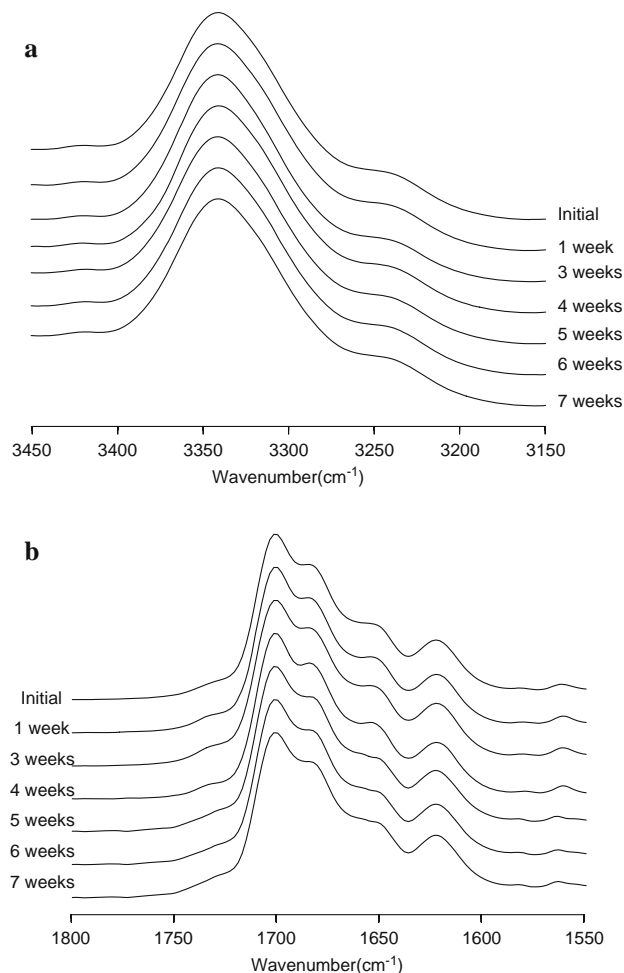 a
Initial
1 week
3 weeks
4 weeks
5 weeks
6 weeks
7 weeks
3450 3400 3350 3300 3250 3200 3150
Wavenumber(cm⁻¹)
b
Initial
1 week
3 weeks
4 weeks
5 weeks
6 weeks
7 weeks
1800 1750 1700 1650 1600 1550
Wavenumber(cm⁻¹)